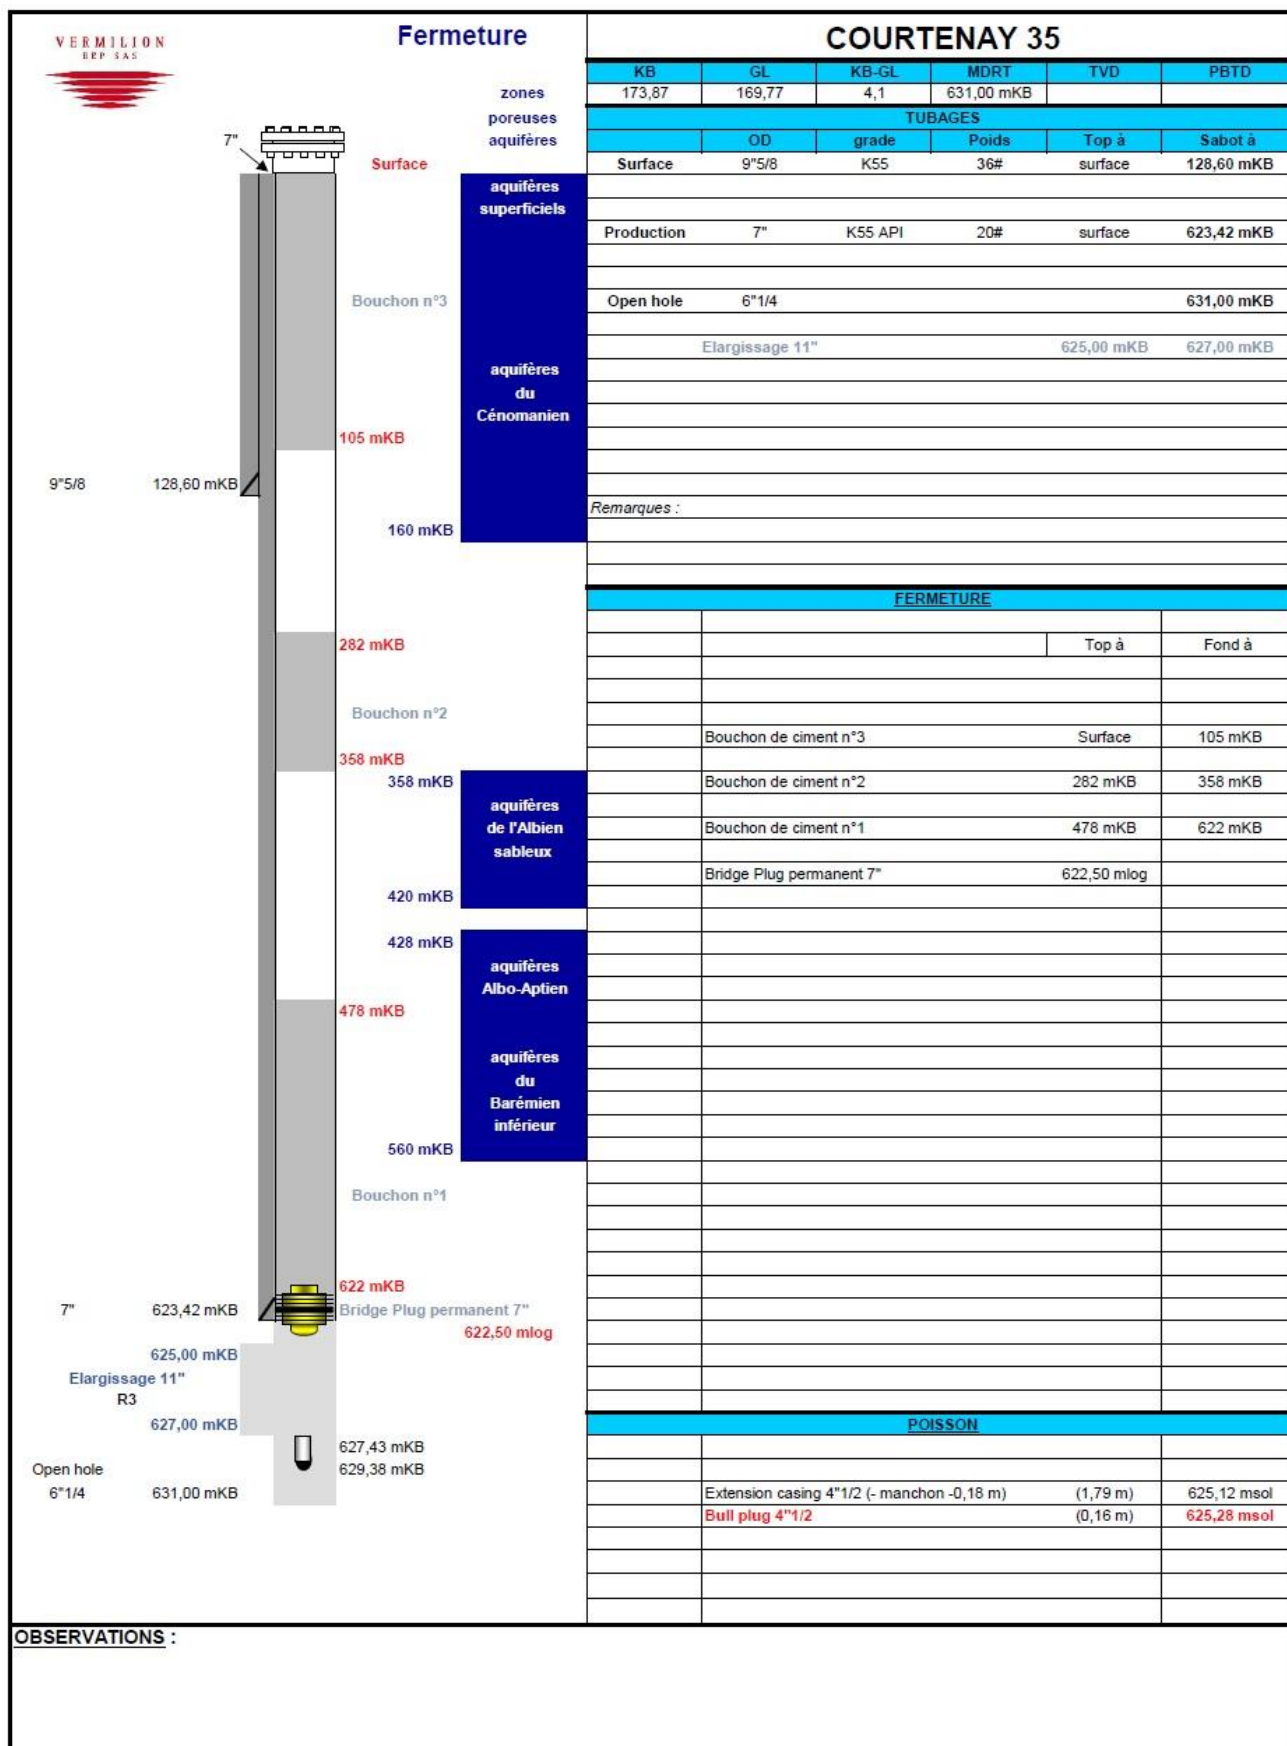 VERMILION
REP SAS
Fermeture
COURTENAY 35
KB GL KB-GL MDRT TVD PBTD
173,87 169,77 4,1 631,00 mKB
zones
poreuses
aquifères
TUBAGES
OD grade Poids Top à Sabot à
Surface 9"5/8 K55 36# surface 128,60 mKB
Production 7" K55 API 20# surface 623,42 mKB
Open hole 6"1/4 631,00 mKB
Elargissage 11" 625,00 mKB 627,00 mKB
Remarques :
7"
Surface
aquifères
superficiels
Bouchon n°3
aquifères
du
Cénomanien
105 mKB
9"5/8 128,60 mKB
160 mKB
282 mKB
Bouchon n°2
358 mKB
358 mKB
aquifères
de l'Albien
sableux
420 mKB
428 mKB
aquifères
Albo-Aptien
478 mKB
aquifères
du
Barémien
inférieur
560 mKB
Bouchon n°1
622 mKB
7" 623,42 mKB
Bridge Plug permanent 7"
622,50 mlog
625,00 mKB
Elargissage 11"
R3
627,00 mKB
627,43 mKB
Open hole 629,38 mKB
6"1/4 631,00 mKB
FERMETURE
Top à Fond à
Bouchon de ciment n°3 Surface 105 mKB
Bouchon de ciment n°2 282 mKB 358 mKB
Bouchon de ciment n°1 478 mKB 622 mKB
Bridge Plug permanent 7" 622,50 mlog
POISSON
Extension casing 4"1/2 (- manchon -0,18 m) (1,79 m) 625,12 msol
Bull plug 4"1/2 (0,16 m) 625,28 msol
OBSERVATIONS :